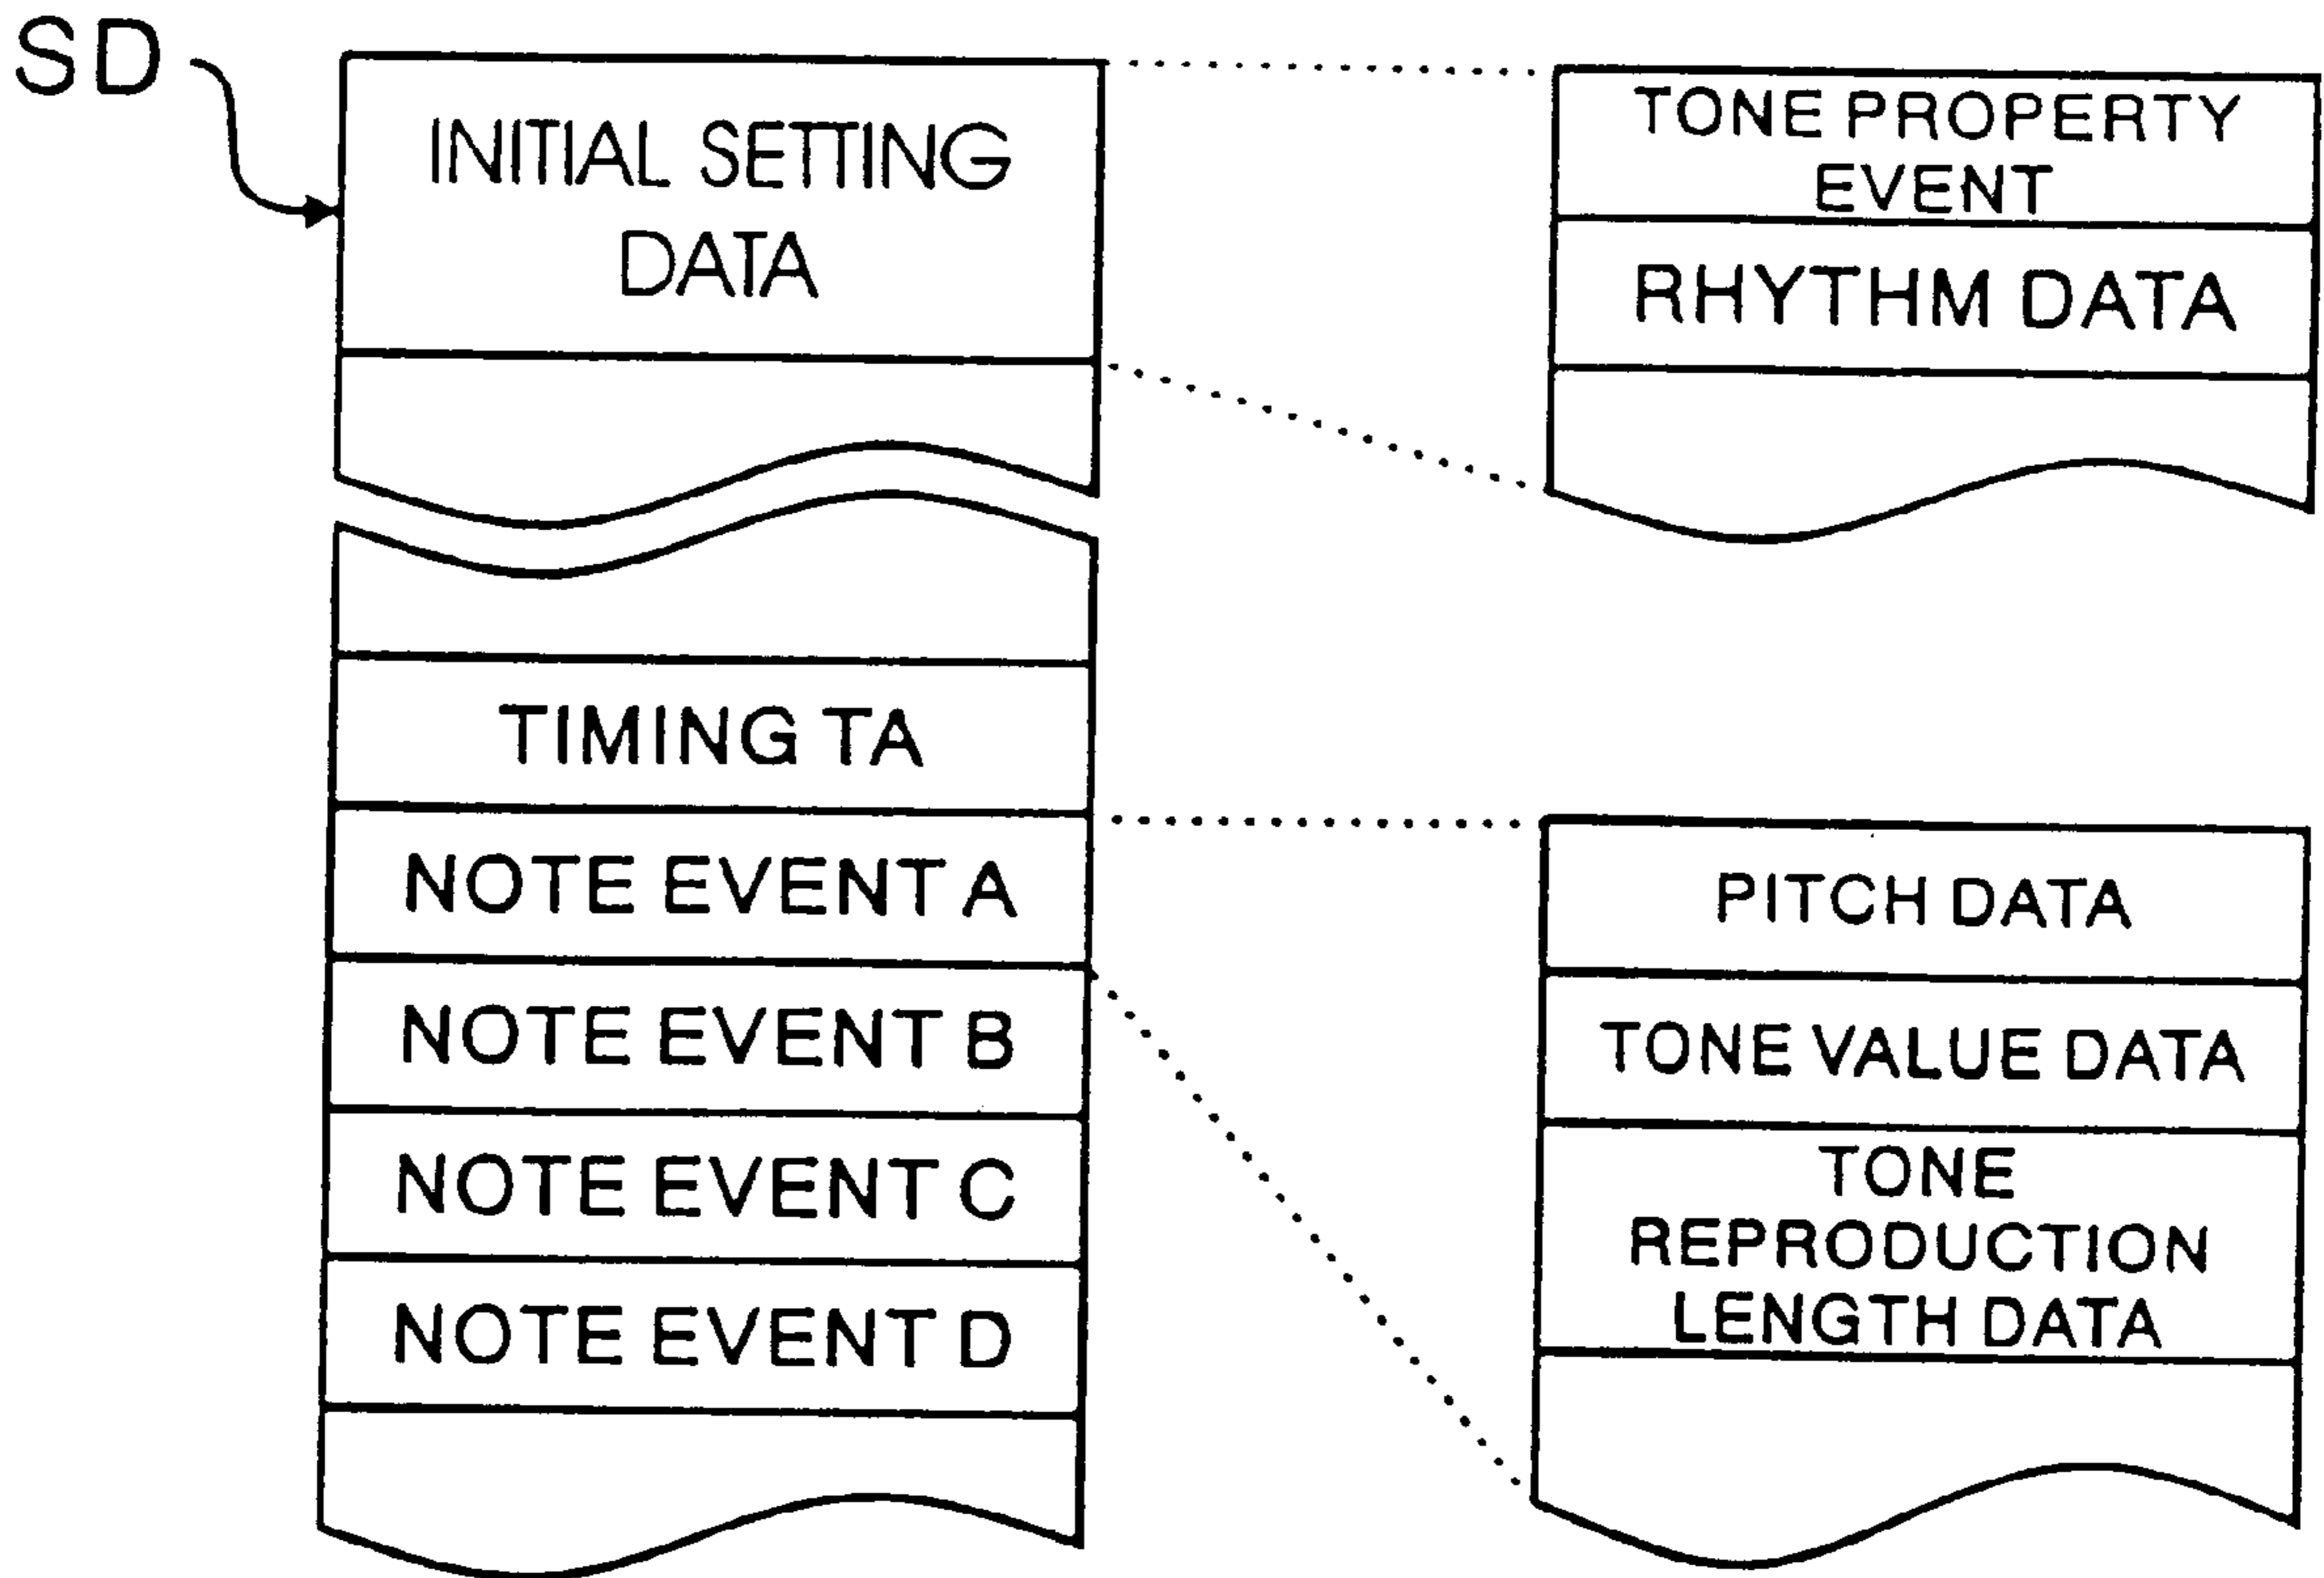 SD
INITIAL SETTING
DATA
TIMING TA
NOTE EVENT A
NOTE EVENT B
NOTE EVENT C
NOTE EVENT D
TONE PROPERTY
EVENT
RHYTHM DATA
PITCH DATA
TONE VALUE DATA
TONE
REPRODUCTION
LENGTH DATA